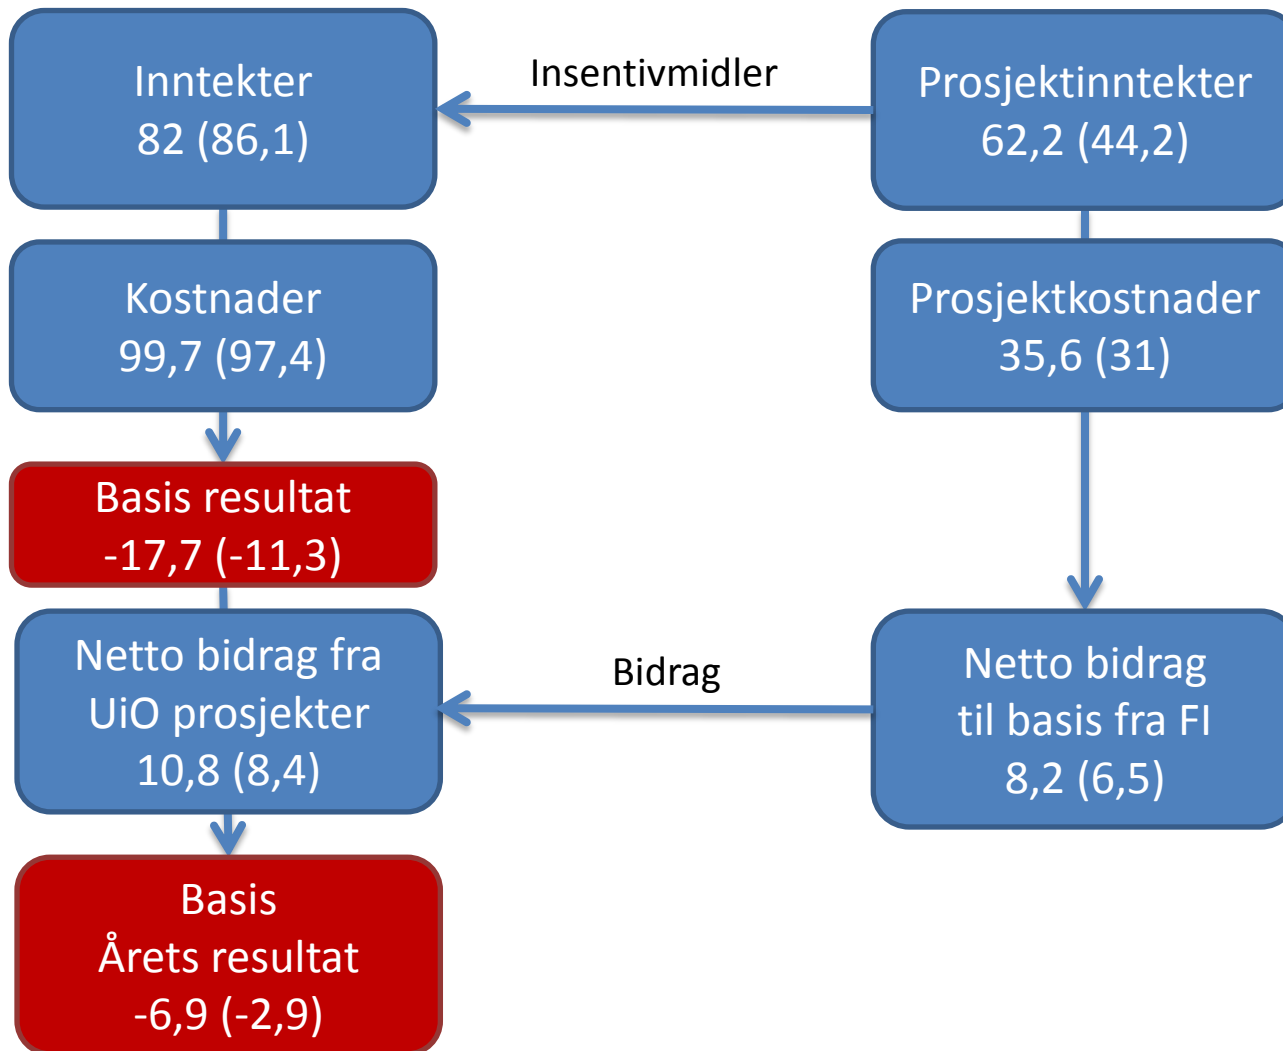 Inntekter
82 (86,1)
Insentivmidler
Prosjektinntekter
62,2 (44,2)
Kostnader
99,7 (97,4)
Prosjektkostnader
35,6 (31)
Basis resultat
-17,7 (-11,3)
Netto bidrag fra
UiO prosjekter
10,8 (8,4)
Bidrag
Netto bidrag
til basis fra FI
8,2 (6,5)
Basis
Årets resultat
-6,9 (-2,9)